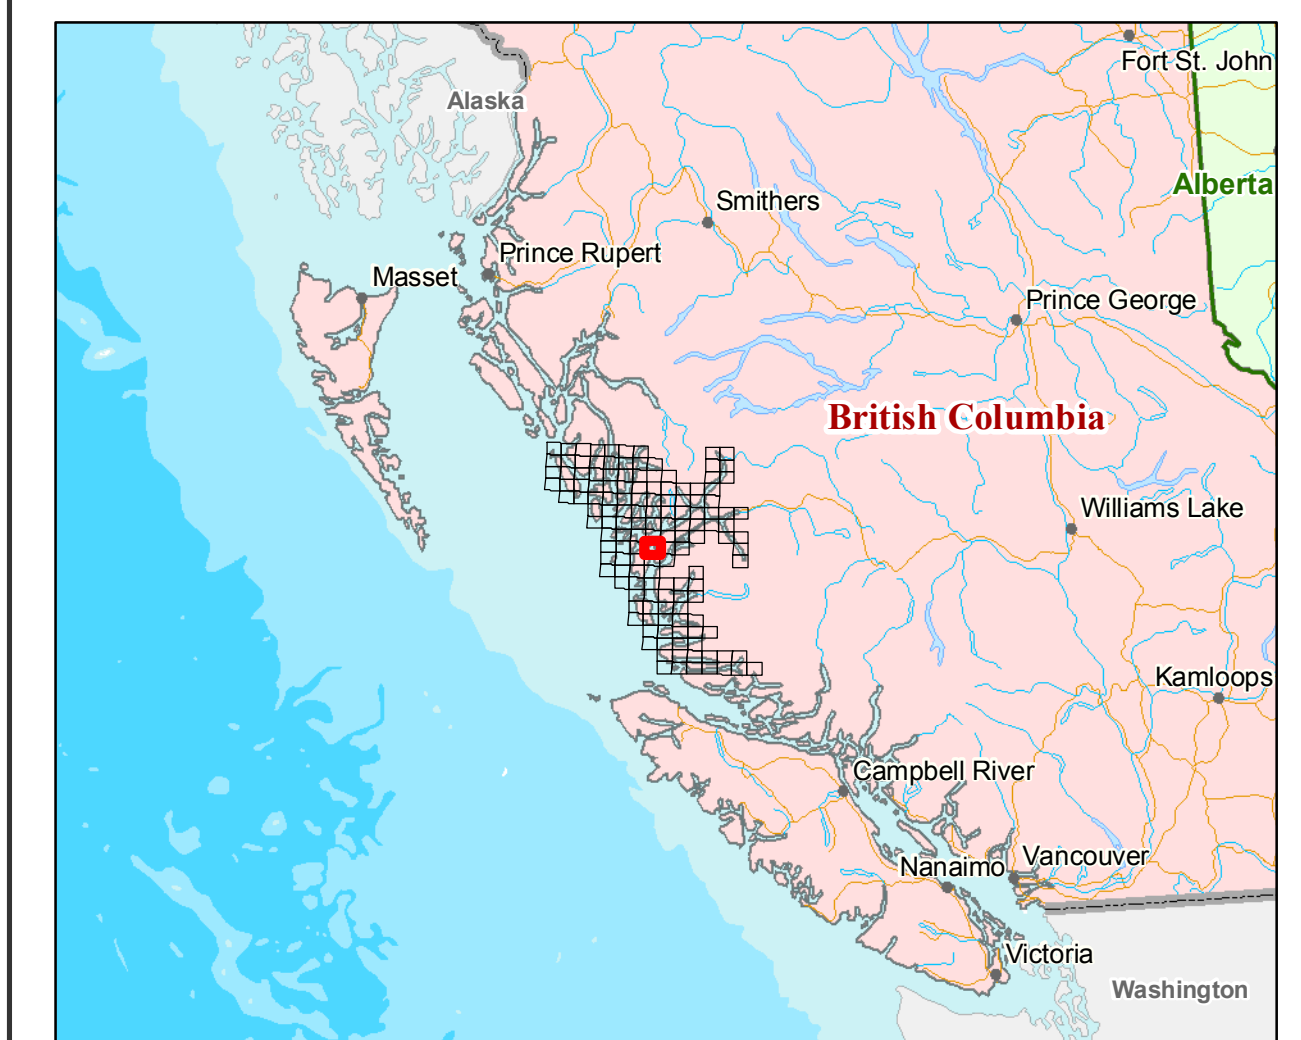 Fort St. John
Alaska
Alberta
Smithers
Prince Rupert
Masset
Prince George
British Columbia
Williams Lake
Kamloops
Campbell River
Vancouver
Nanaimo
Victoria
Washington